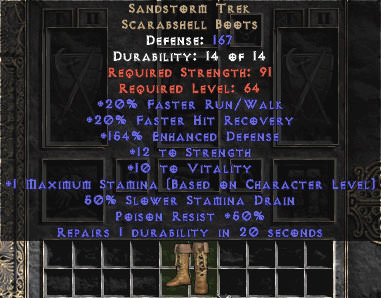 Sandstorm Trek
Scarabshell Boots
Defense: 167
Durability: 14 of 14
Required Strength: 91
Required Level: 64
+20% Faster Run/Walk
+20% Faster Hit Recovery
+154% Enhanced Defense
+12 to Strength
+10 to Vitality
+1 Maximum Stamina (Based on Character Level)
50% Slower Stamina Drain
Poison Resist +50%
Repairs 1 durability in 20 seconds